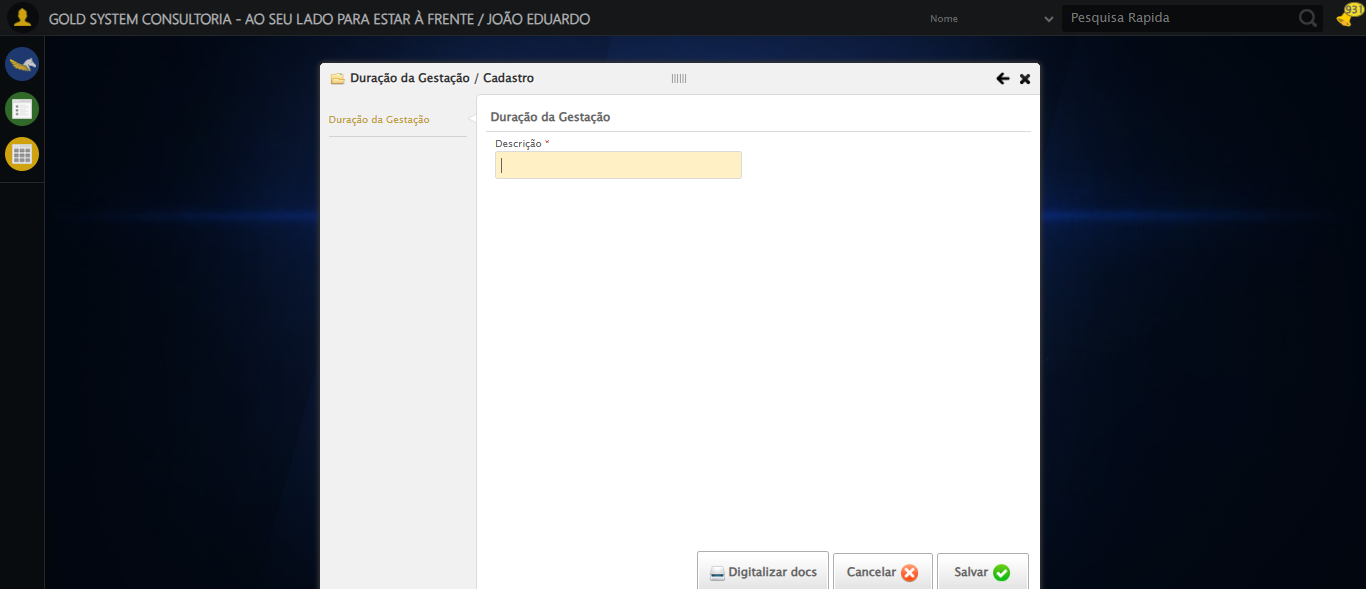 GOLD SYSTEM CONSULTORIA - AO SEU LADO PARA ESTAR À FRENTE / JOÃO EDUARDO
Nome
Pesquisa Rapida
931
Duração da Gestação / Cadastro
Duração da Gestação
Duração da Gestação
Descrição *
Digitalizar docs
Cancelar
Salvar